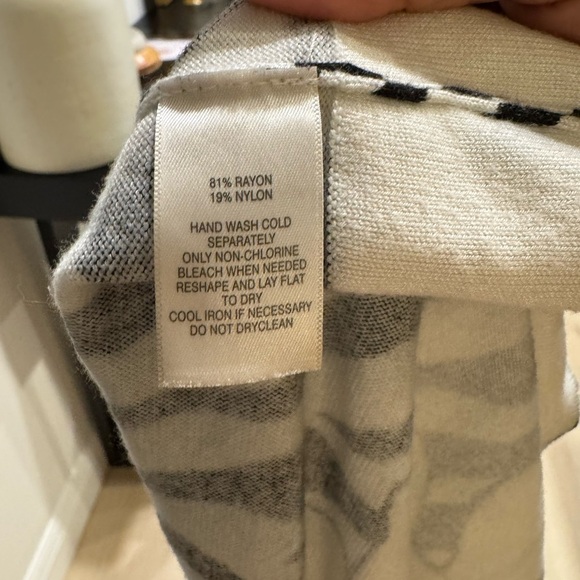 81% RAYON
19% NYLON
HAND WASH COLD
SEPARATELY
ONLY NON-CHLORINE
BLEACH WHEN NEEDED
RESHAPE AND LAY FLAT
TO DRY
COOL IRON IF NECESSARY
DO NOT DRYCLEAN